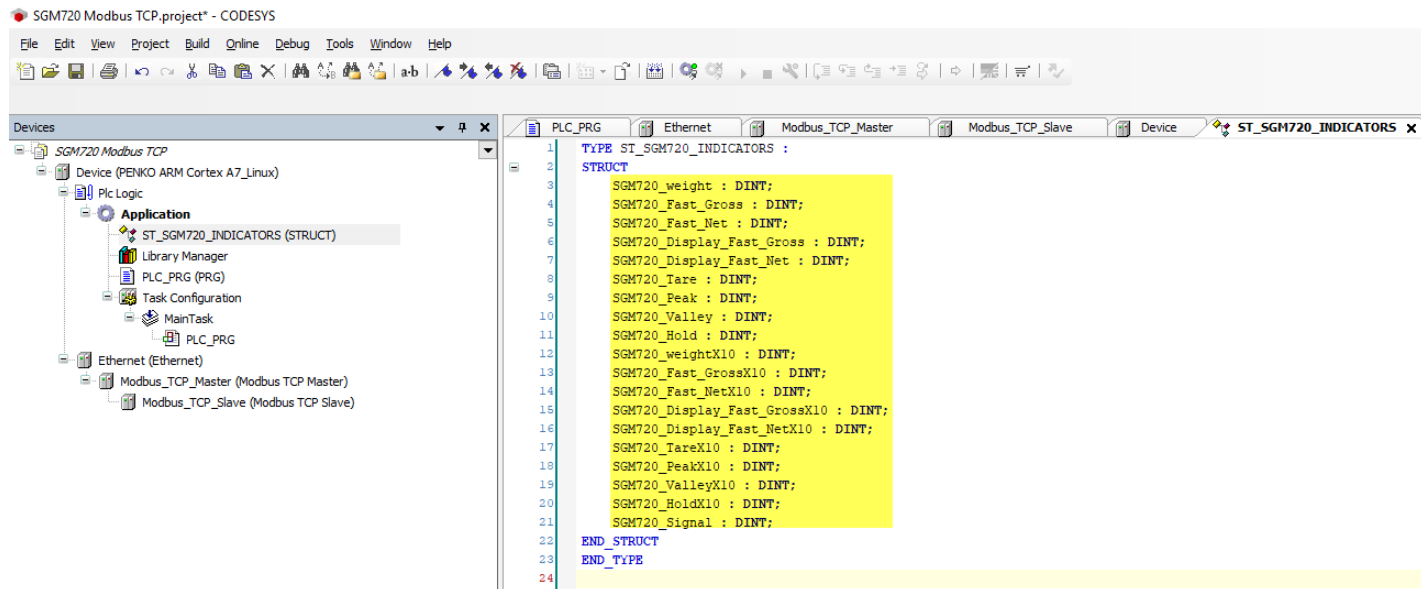 SGM720 Modbus TCP.project* - CODESYS
File Edit View Project Build Online Debug Tools Window Help
Devices
SGM720 Modbus TCP
Device (PENKO ARM Cortex A7_Linux)
Plc Logic
Application
ST_SGM720_INDICATORS (STRUCT)
Library Manager
PLC_PRG (PRG)
Task Configuration
MainTask
PLC_PRG
Ethernet (Ethernet)
Modbus_TCP_Master (Modbus TCP Master)
Modbus_TCP_Slave (Modbus TCP Slave)
PLC_PRG Ethernet Modbus_TCP_Master Modbus_TCP_Slave Device ST_SGM720_INDICATORS
1 TYPE ST_SGM720_INDICATORS :
2 STRUCT
3 SGM720_weight : DINT;
4 SGM720_Fast_Gross : DINT;
5 SGM720_Fast_Net : DINT;
6 SGM720_Display_Fast_Gross : DINT;
7 SGM720_Display_Fast_Net : DINT;
8 SGM720_Tare : DINT;
9 SGM720_Peak : DINT;
10 SGM720_Valley : DINT;
11 SGM720_Hold : DINT;
12 SGM720_weightX10 : DINT;
13 SGM720_Fast_GrossX10 : DINT;
14 SGM720_Fast_NetX10 : DINT;
15 SGM720_Display_Fast_GrossX10 : DINT;
16 SGM720_Display_Fast_NetX10 : DINT;
17 SGM720_TareX10 : DINT;
18 SGM720_PeakX10 : DINT;
19 SGM720_ValleyX10 : DINT;
20 SGM720_HoldX10 : DINT;
21 SGM720_Signal : DINT;
22 END_STRUCT
23 END_TYPE
24